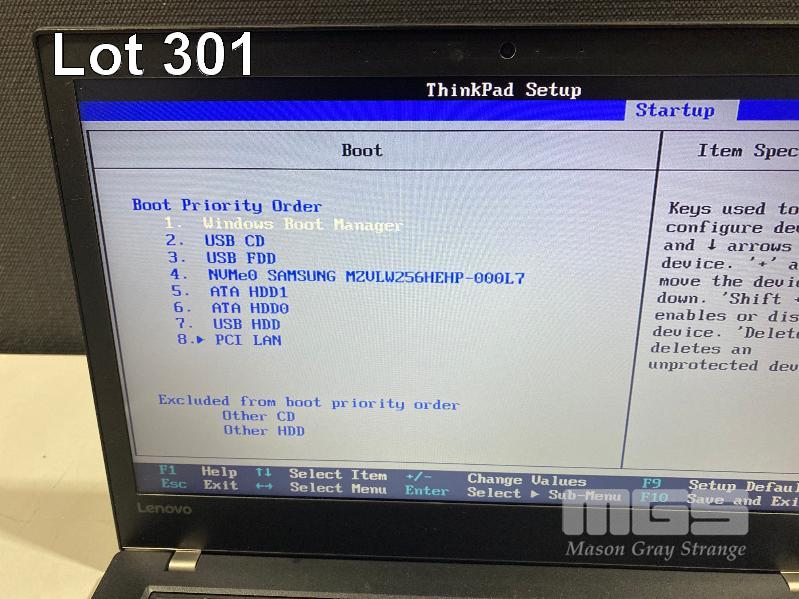 Lot 301
ThinkPad Setup
Startup
Boot
Item Spec
Boot Priority Order
1. Windows Boot Manager
2. USB CD
3. USB FDD
4. NVMe0 SAMSUNG MZVLW256HEHP-000L7
5. ATA HDD1
6. ATA HDD0
7. USB HDD
8.▶ PCI LAN
Excluded from boot priority order
Other CD
Other HDD
Keys used to
configure dev
and ↓ arrows
device. '+' a
move the devic
down. 'Shift +
enables or dis
device. 'Delete
deletes an
unprotected dev
F1 Help ↑↓ Select Item +/- Change Values F9 Setup Defaul
Esc Exit ←→ Select Menu Enter Select ▶ Sub-Menu F10 Save and Exi
Lenovo
MGS
Mason Gray Strange